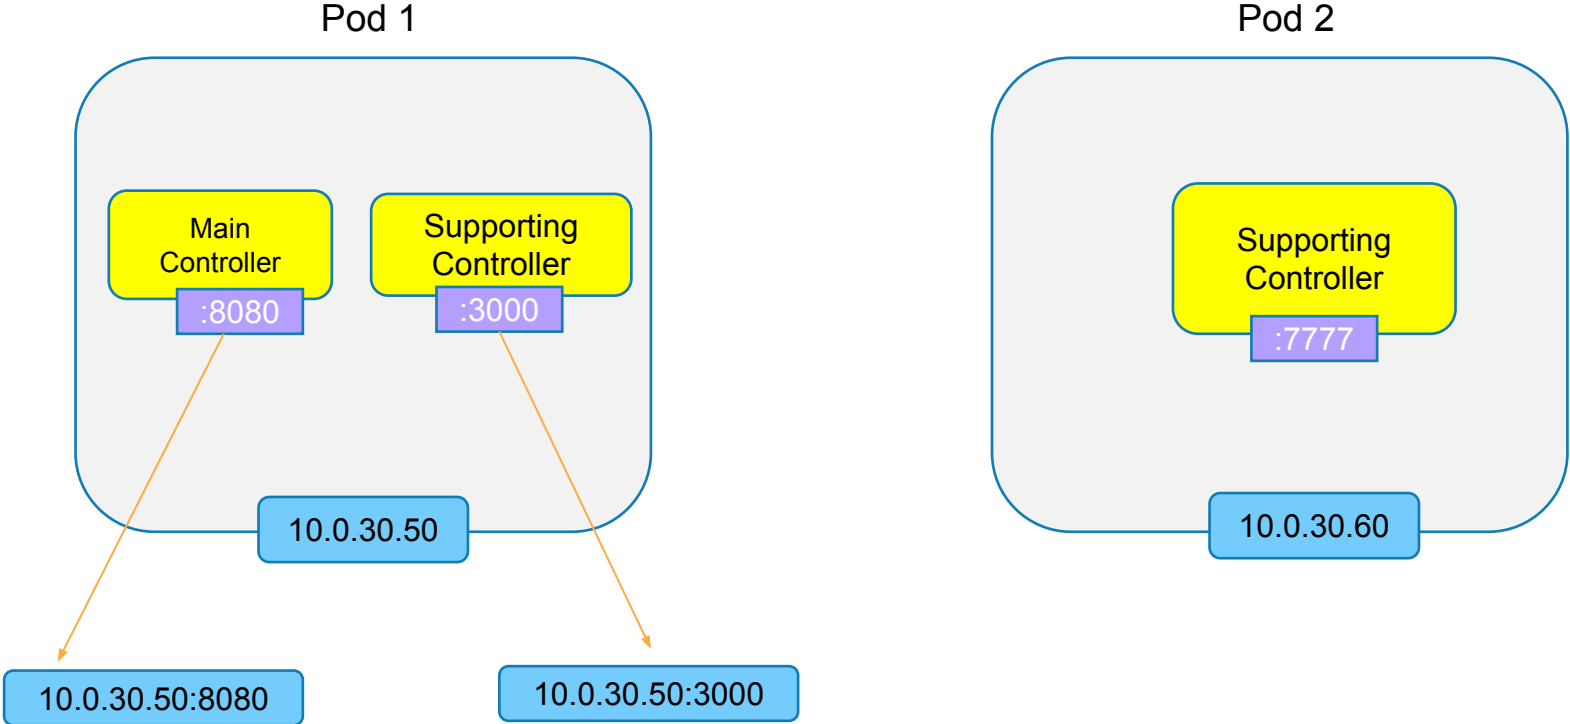 Pod 1
Pod 2
Main
Controller
:8080
Supporting
Controller
:3000
Supporting
Controller
:7777
10.0.30.50
10.0.30.60
10.0.30.50:8080
10.0.30.50:3000